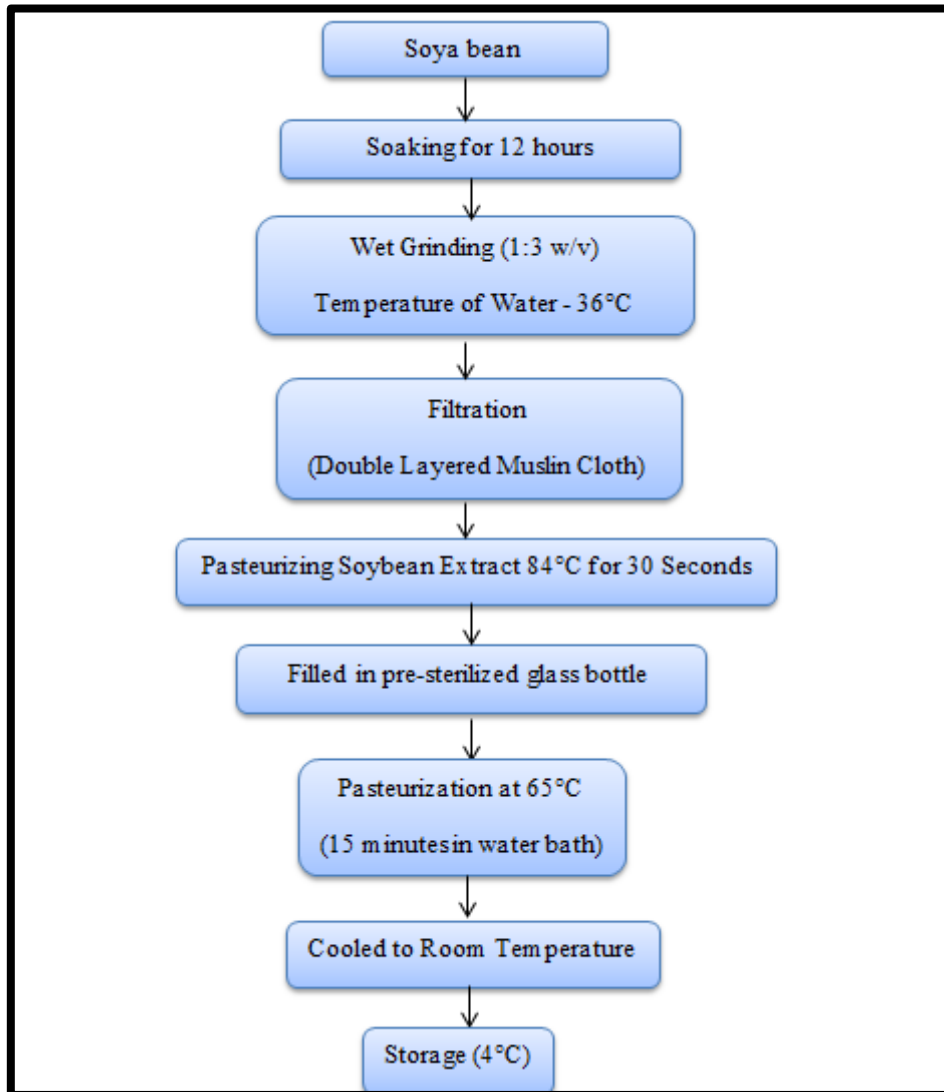 Soya bean
Soaking for 12 hours
Wet Grinding (1:3 w/v)
Temperature of Water - 36°C
Filtration
(Double Layered Muslin Cloth)
Pasteurizing Soybean Extract 84°C for 30 Seconds
Filled in pre-sterilized glass bottle
Pasteurization at 65°C
(15 minutes in water bath)
Cooled to Room Temperature
Storage (4°C)